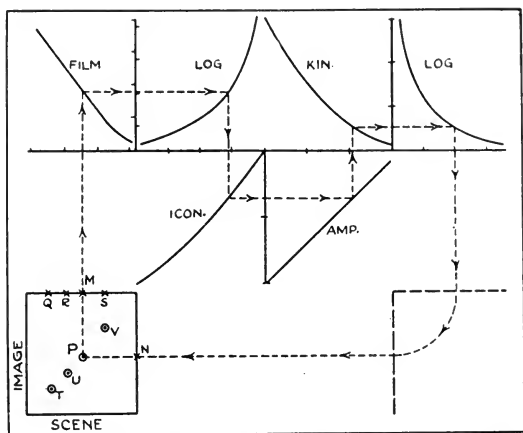 FILM
LOG
KIN.
LOG
ICON.
AMP.
M
Q R S
V
P N
U
T
IMAGE
SCENE